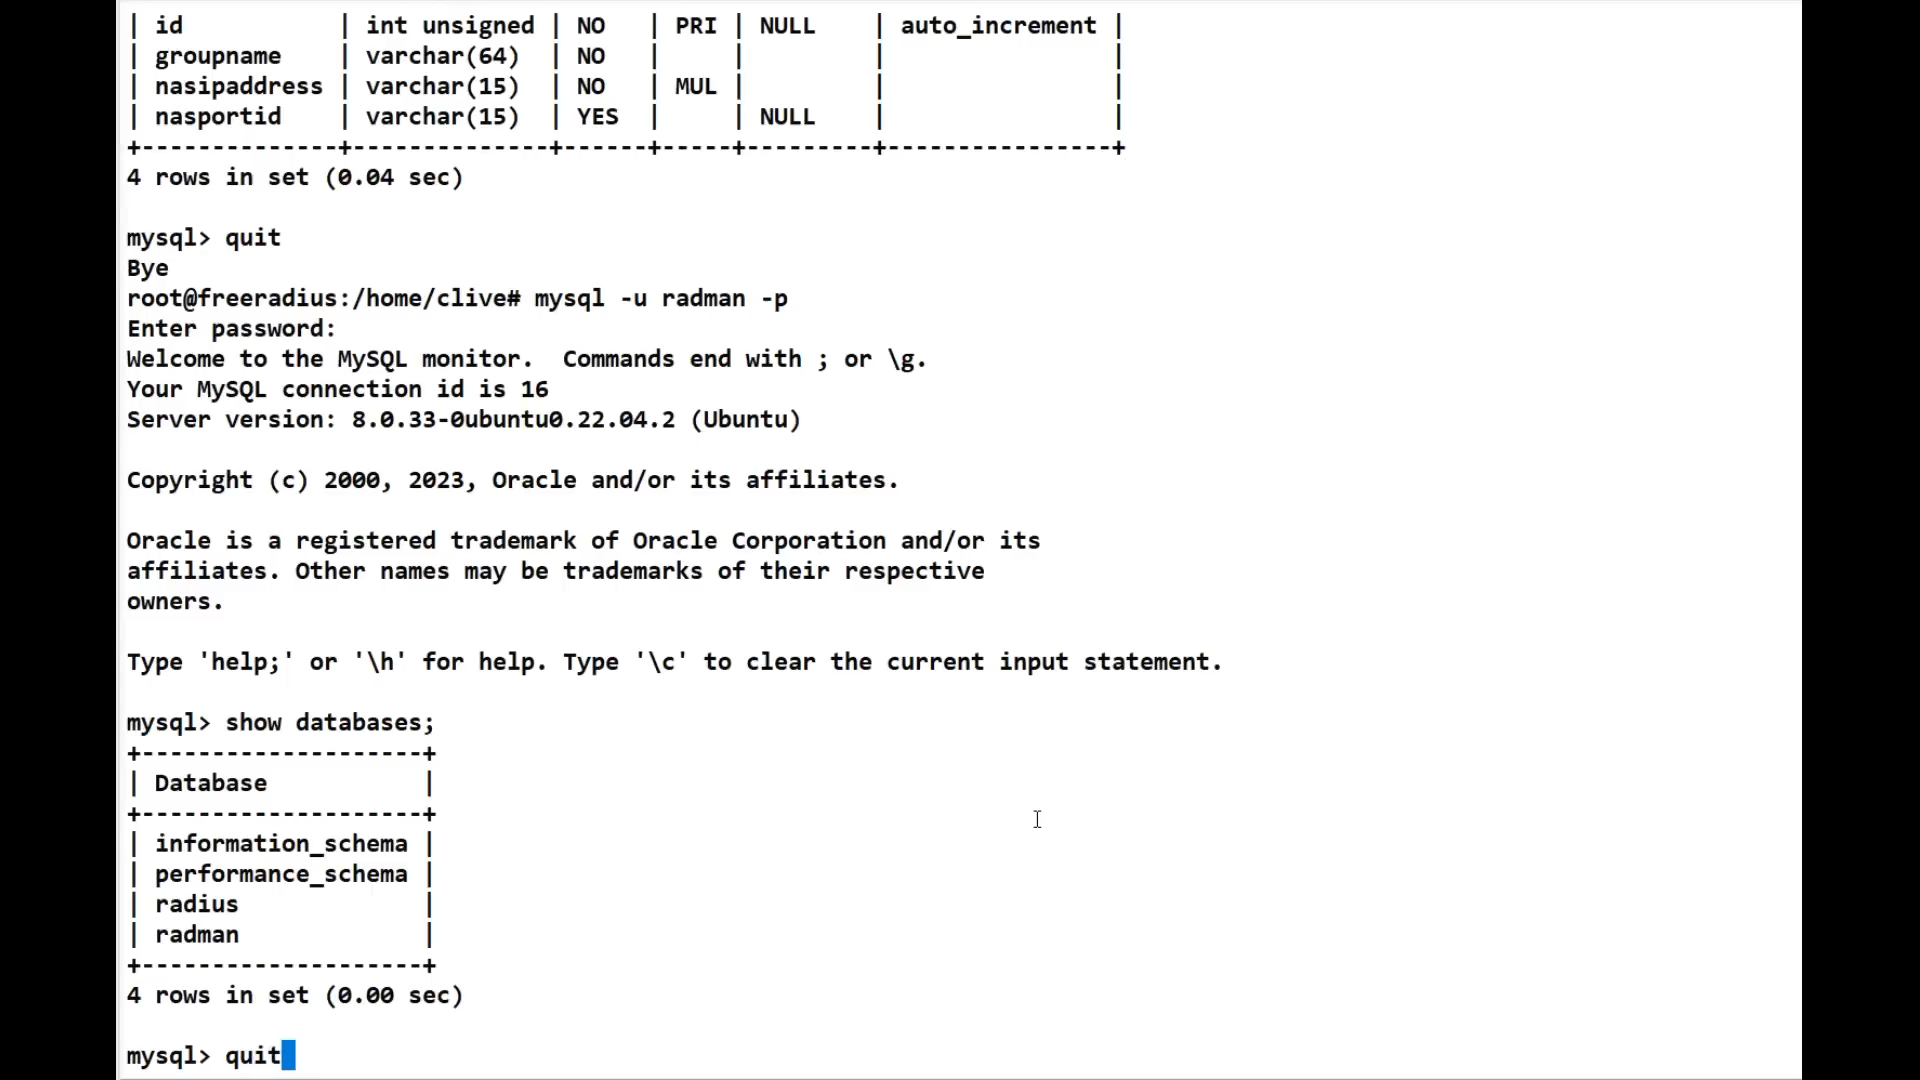 | id           | int unsigned | NO   | PRI | NULL    | auto_increment |
| groupname    | varchar(64)  | NO   |     |         |                |
| nasipaddress | varchar(15)  | NO   | MUL |         |                |
| nasportid    | varchar(15)  | YES  |     | NULL    |                |
+--------------+--------------+------+-----+---------+----------------+
4 rows in set (0.04 sec)
mysql> quit
Bye
root@freeradius:/home/clive# mysql -u radman -p
Enter password:
Welcome to the MySQL monitor.  Commands end with ; or \g.
Your MySQL connection id is 16
Server version: 8.0.33-0ubuntu0.22.04.2 (Ubuntu)
Copyright (c) 2000, 2023, Oracle and/or its affiliates.
Oracle is a registered trademark of Oracle Corporation and/or its
affiliates. Other names may be trademarks of their respective
owners.
Type 'help;' or '\h' for help. Type '\c' to clear the current input statement.
mysql> show databases;
+--------------------+
| Database           |
+--------------------+
| information_schema |
| performance_schema |
| radius             |
| radman             |
+--------------------+
4 rows in set (0.00 sec)
mysql> quit